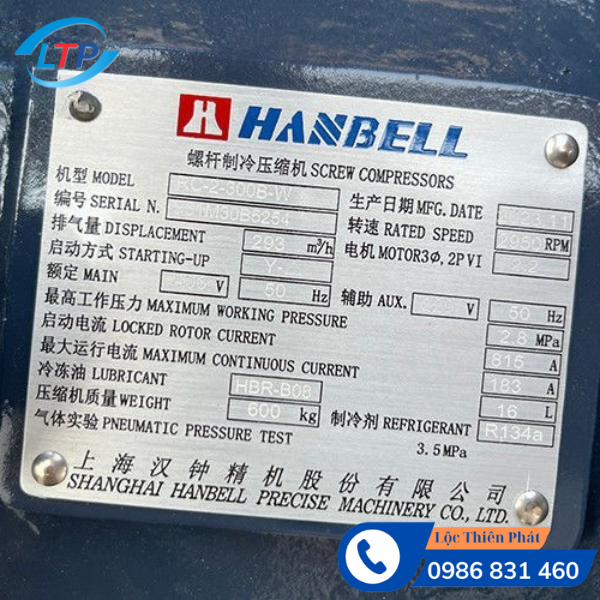 LTP
HANBELL
螺杆制冷压缩机 SCREW COMPRESSORS
机型 MODEL RC-2-300B-W 生产日期 MFG. DATE 2023.11
编号 SERIAL N. 转速 RATED SPEED 2950 RPM
排气量 DISPLACEMENT 293 m³/h 电机 MOTOR3Φ, 2P VI 2.2
启动方式 STARTING-UP
额定 MAIN V 50 Hz 辅助 AUX. V 50 Hz
最高工作压力 MAXIMUM WORKING PRESSURE 2.8 MPa
启动电流 LOCKED ROTOR CURRENT 815 A
最大运行电流 MAXIMUM CONTINUOUS CURRENT 183 A
冷冻油 LUBRICANT HBR-B08 16 L
压缩机质量 WEIGHT 600 kg 制冷剂 REFRIGERANT R134a
气体实验 PNEUMATIC PRESSURE TEST 3.5 MPa
上海汉钟精机股份有限公司
SHANGHAI HANBELL PRECISE MACHINERY CO., LTD.
Lộc Thiên Phát
0986 831 460